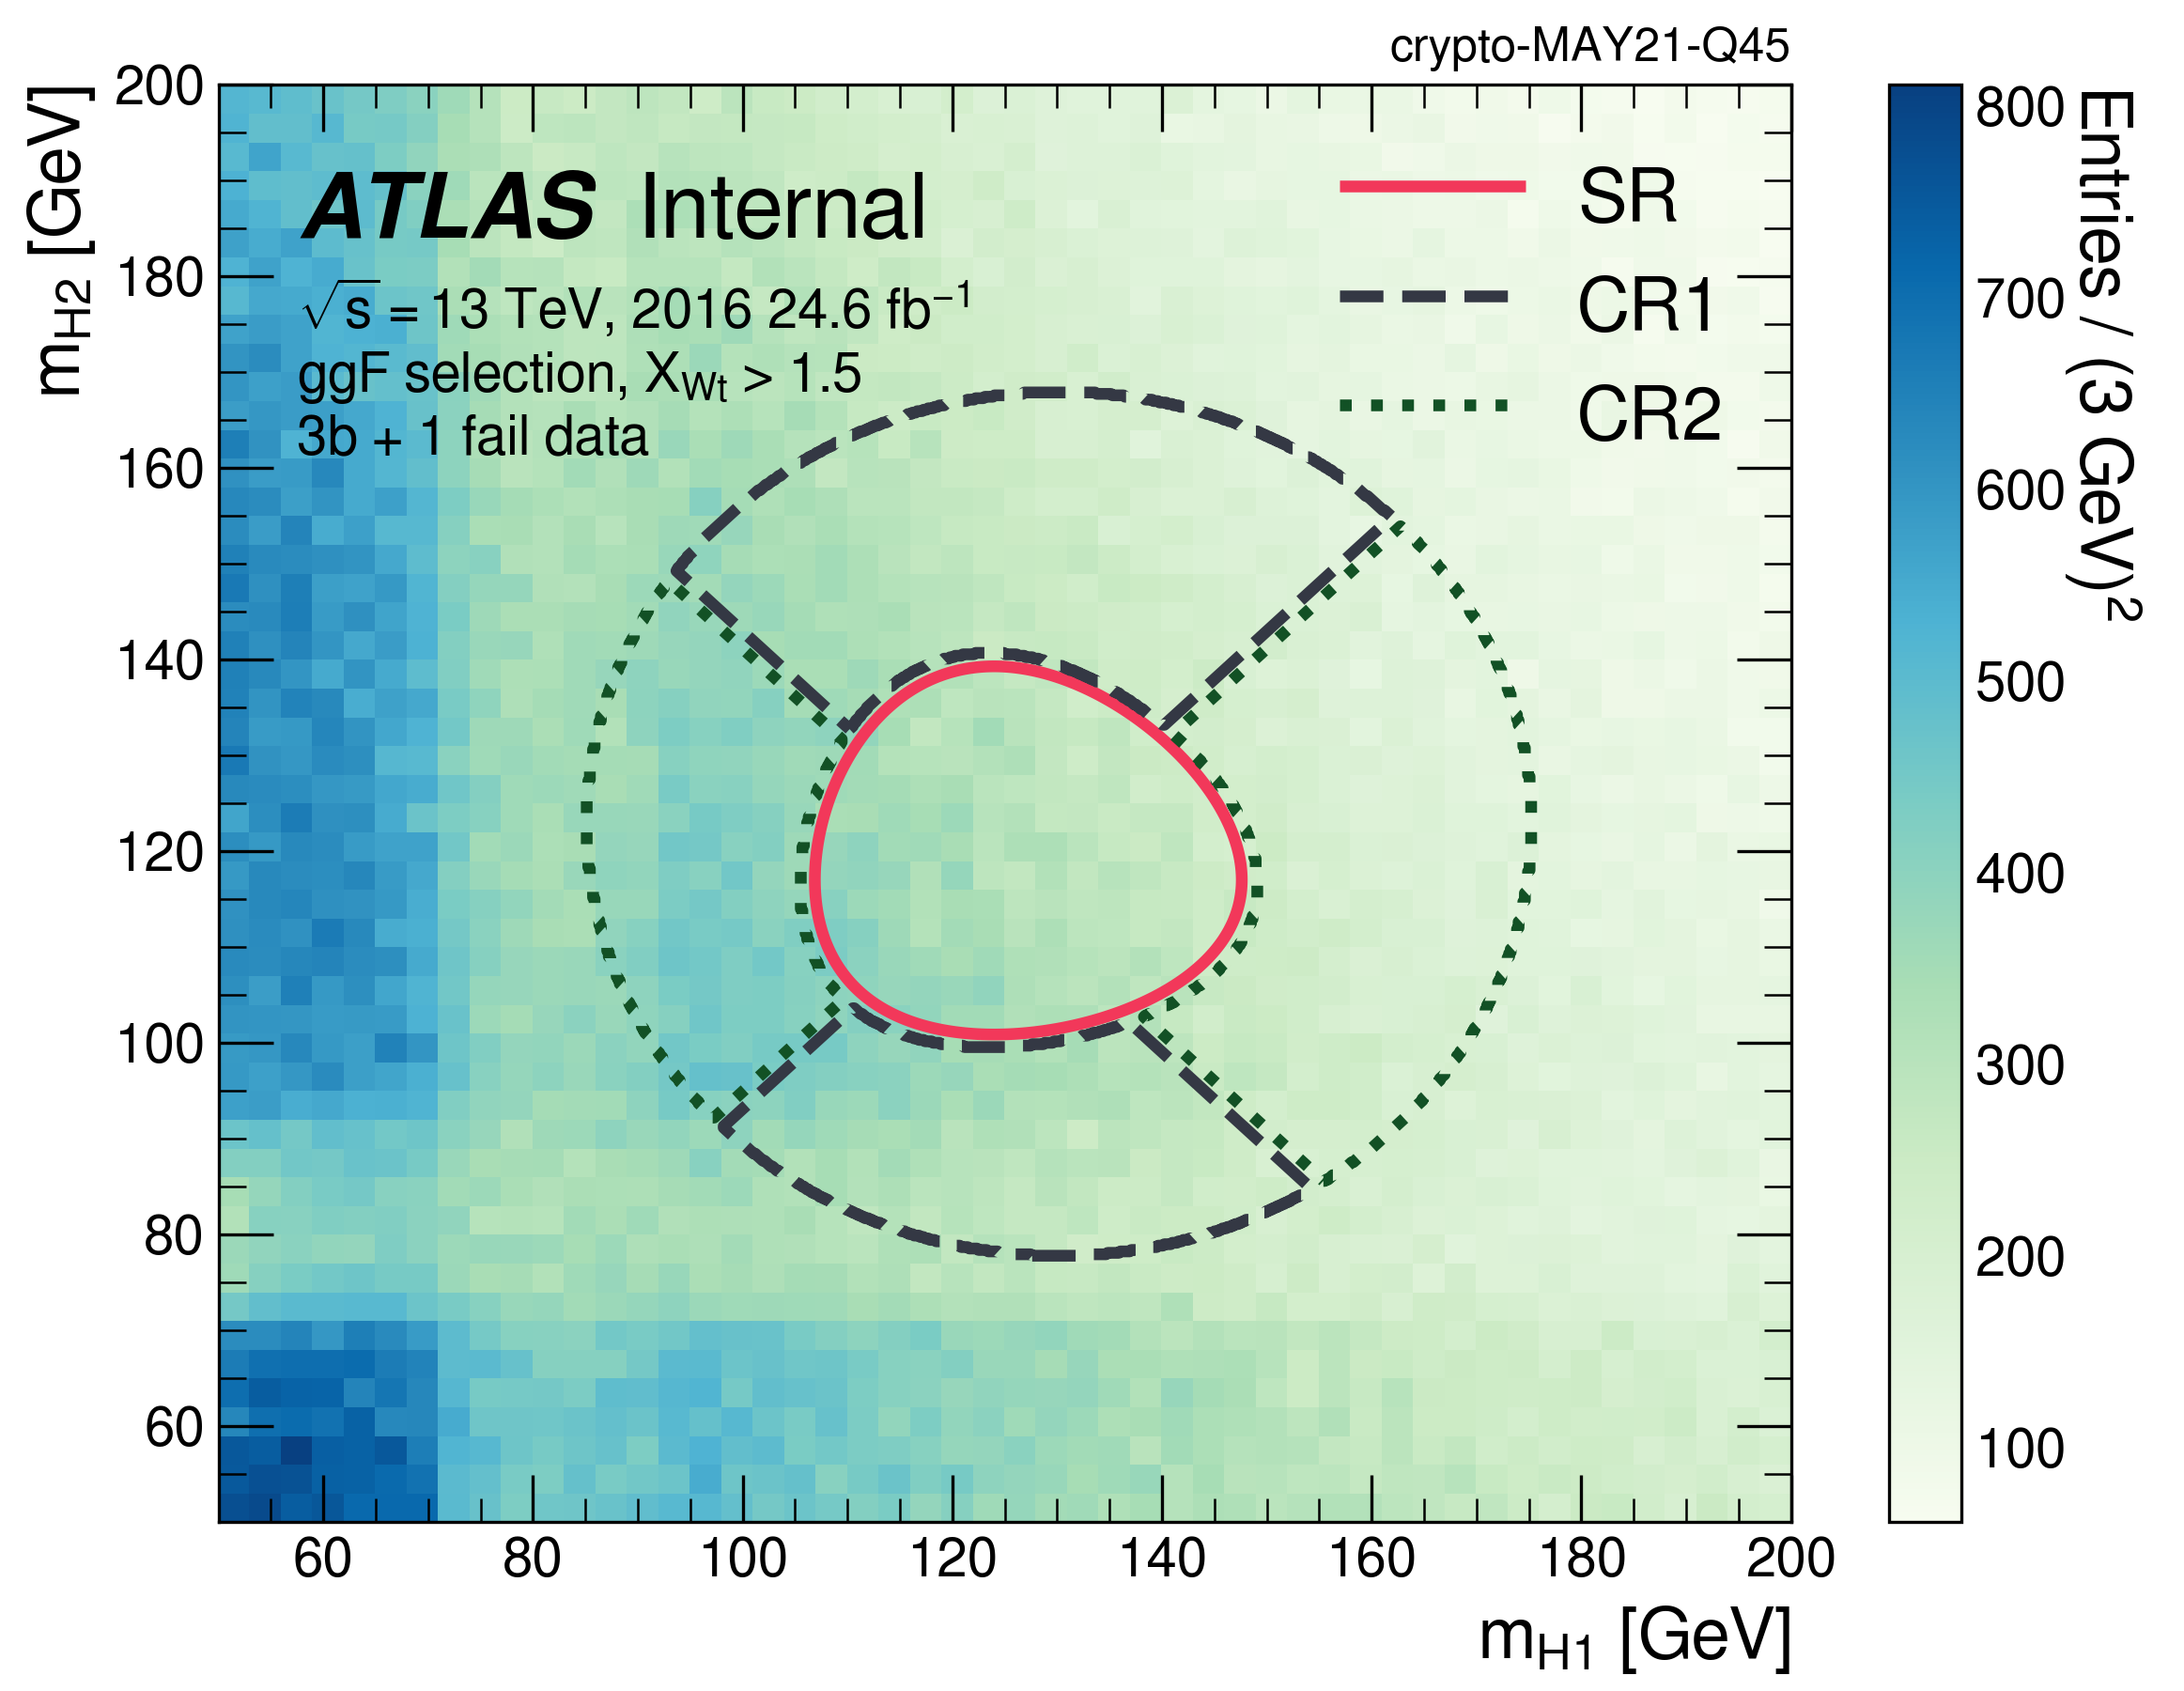 crypto-MAY21-Q45
ATLAS Internal
√s = 13 TeV, 2016 24.6 fb⁻¹
ggF selection, X_Wt > 1.5
3b + 1 fail data
SR
CR1
CR2
m_H2 [GeV]
200
180
160
140
120
100
80
60
60 80 100 120 140 160 180 200
m_H1 [GeV]
800
700
600
500
400
300
200
100
Entries / (3 GeV)²